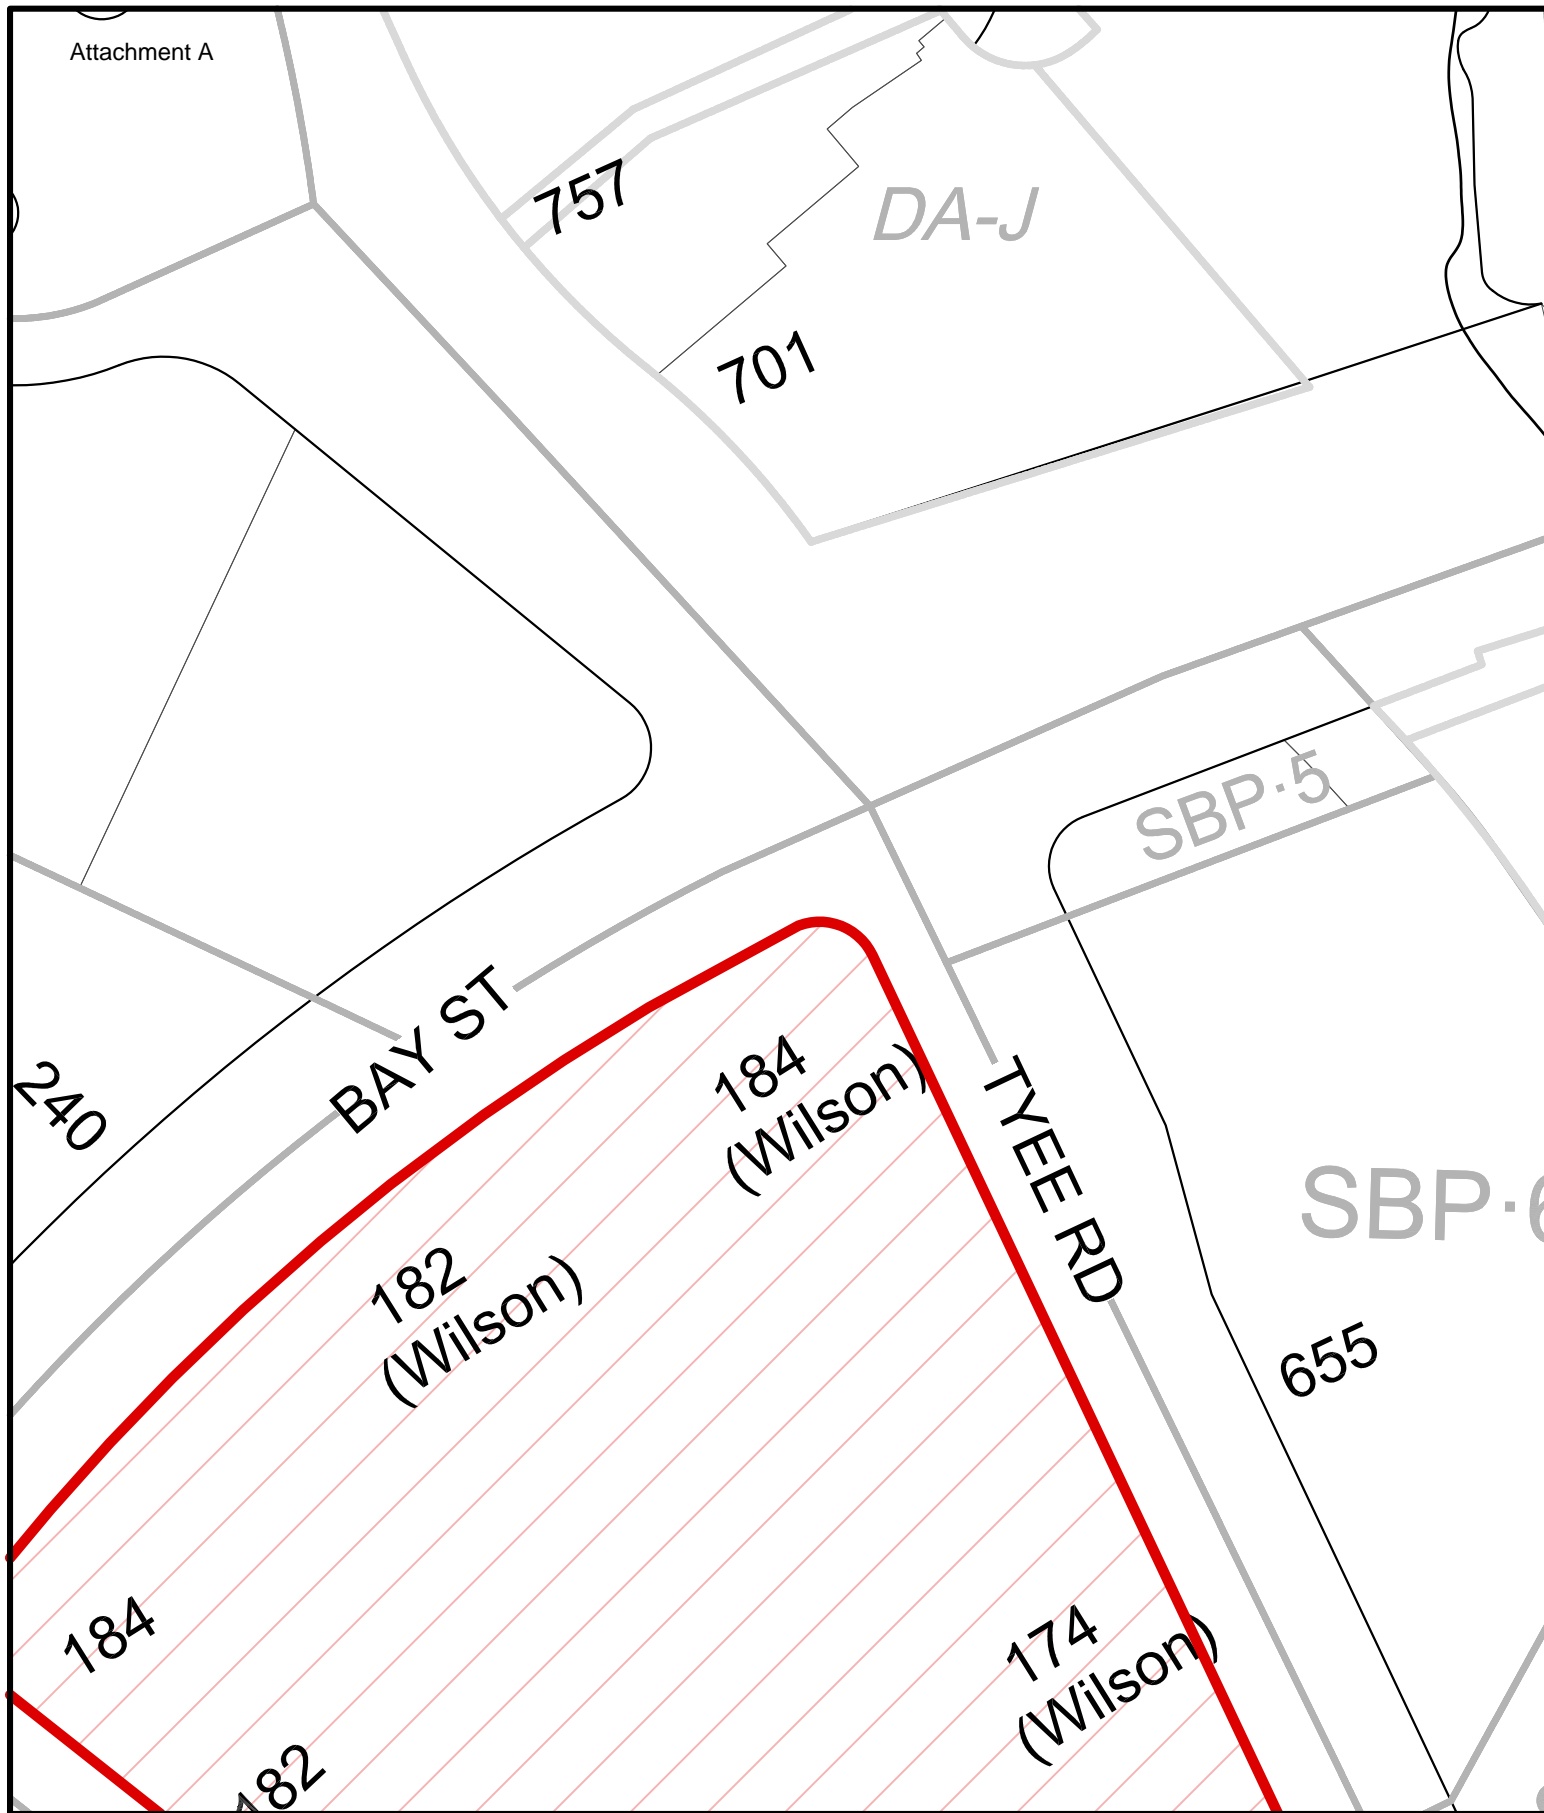 Attachment A
757
DA-J
701
SBP·5
BAY ST
240
184
(Wilson)
TYEE RD
SBP·6
182
(Wilson)
655
184
174
(Wilson)
182